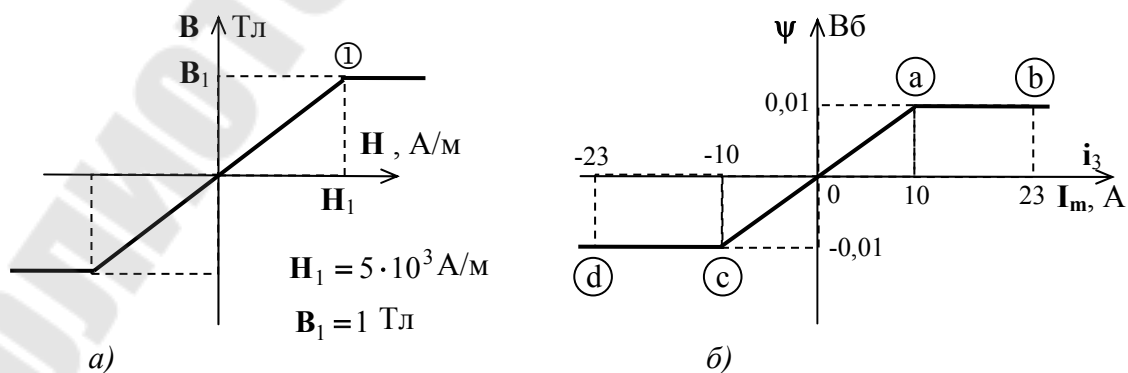 B Тл
①
B₁
H , А/м
H₁
H₁ = 5·10³ А/м
B₁ = 1 Тл
а)
ψ Вб
a b
0,01
-23 -10
i₃
0 10 23 Iₘ, А
-0,01
d c
б)